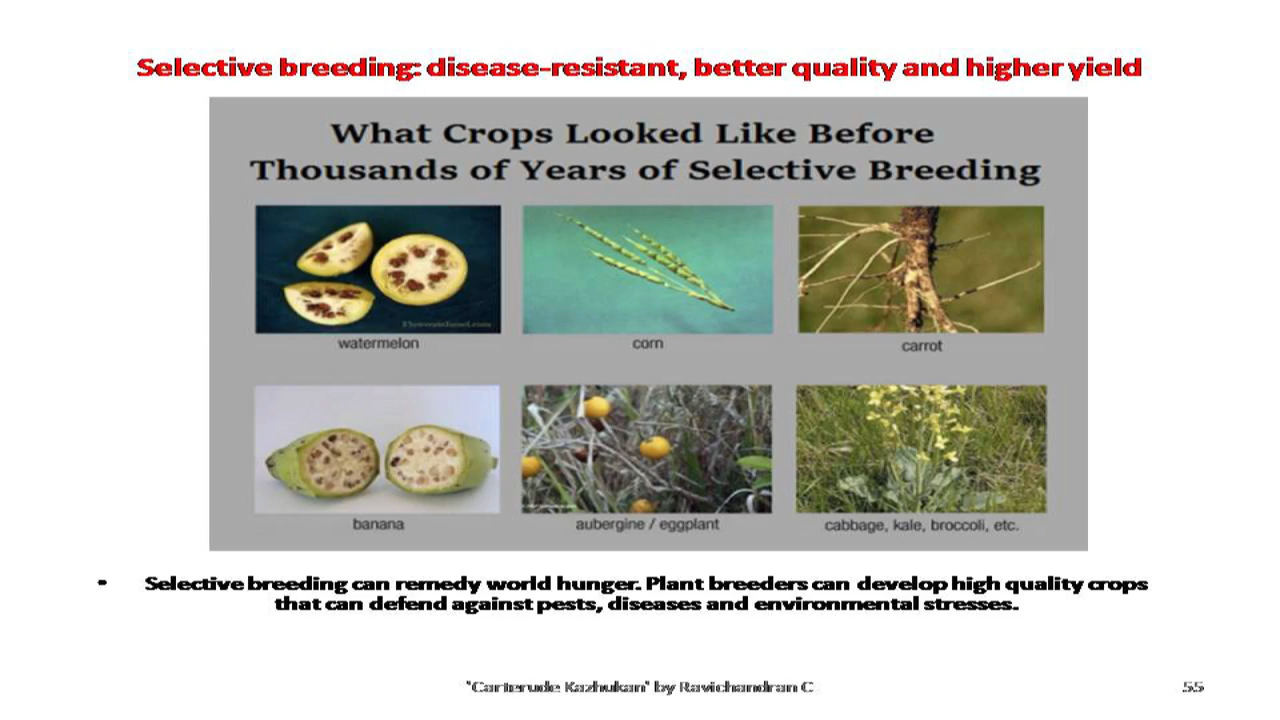 Selective breeding: disease-resistant, better quality and higher yield
What Crops Looked Like Before
Thousands of Years of Selective Breeding
watermelon
corn
carrot
banana
aubergine / eggplant
cabbage, kale, broccoli, etc.
• Selective breeding can remedy world hunger. Plant breeders can develop high quality crops
that can defend against pests, diseases and environmental stresses.
'Carterude Kazhukan' by Ravichandran C
55